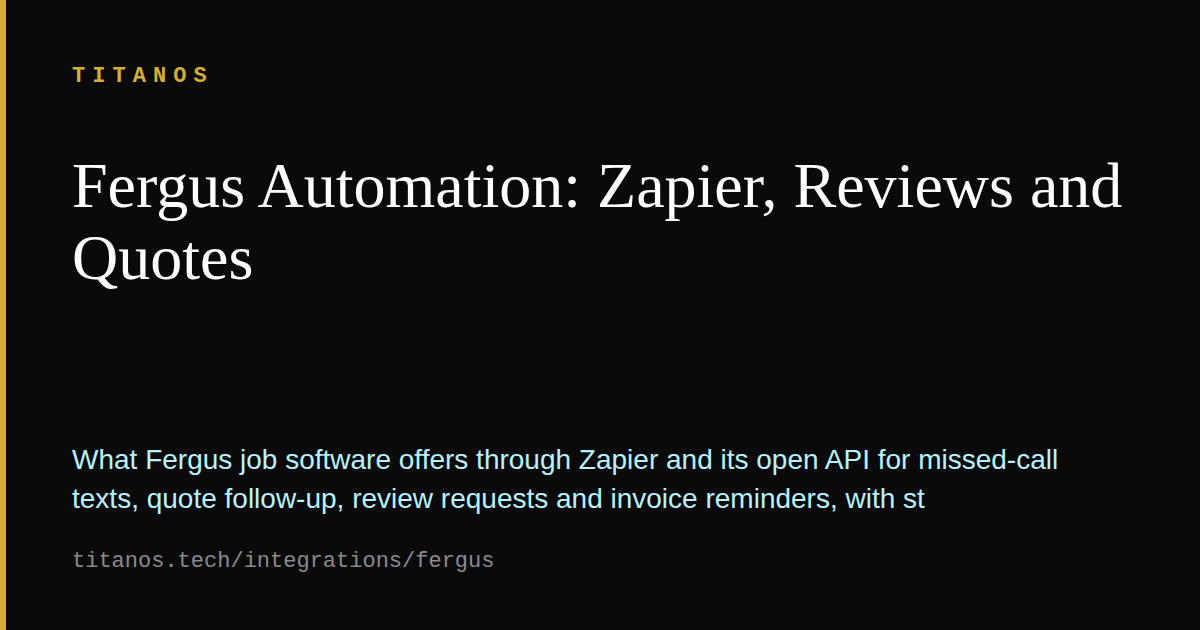 TITANOS
Fergus Automation: Zapier, Reviews and
Quotes
What Fergus job software offers through Zapier and its open API for missed-call
texts, quote follow-up, review requests and invoice reminders, with st
titanos.tech/integrations/fergus